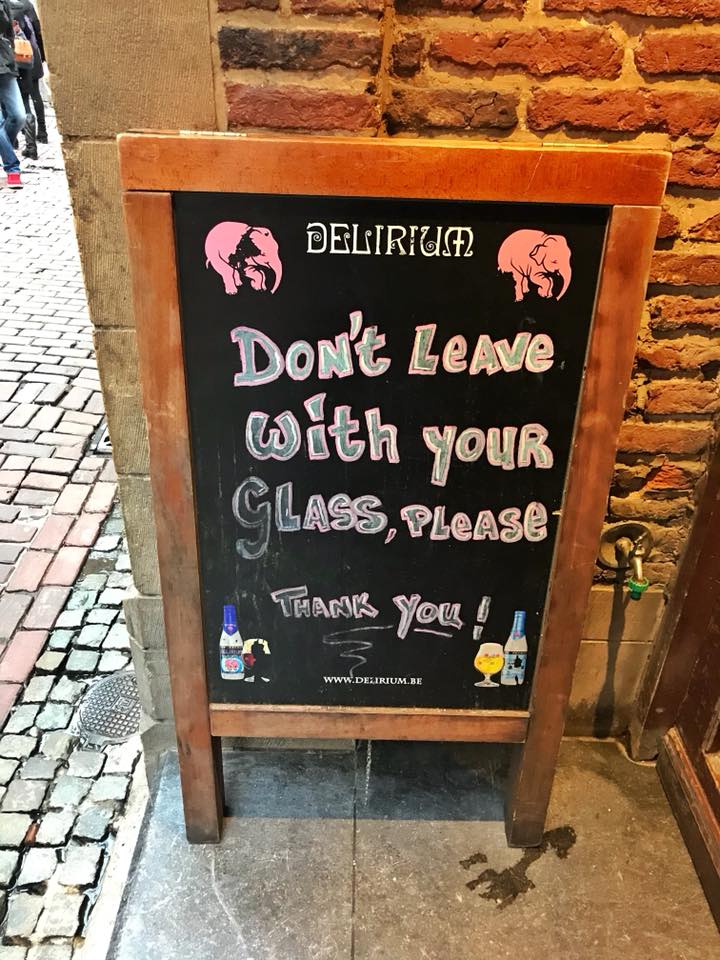 DELIRIUM
Don't Leave
with your
Glass, please
Thank you!
www.delirium.be